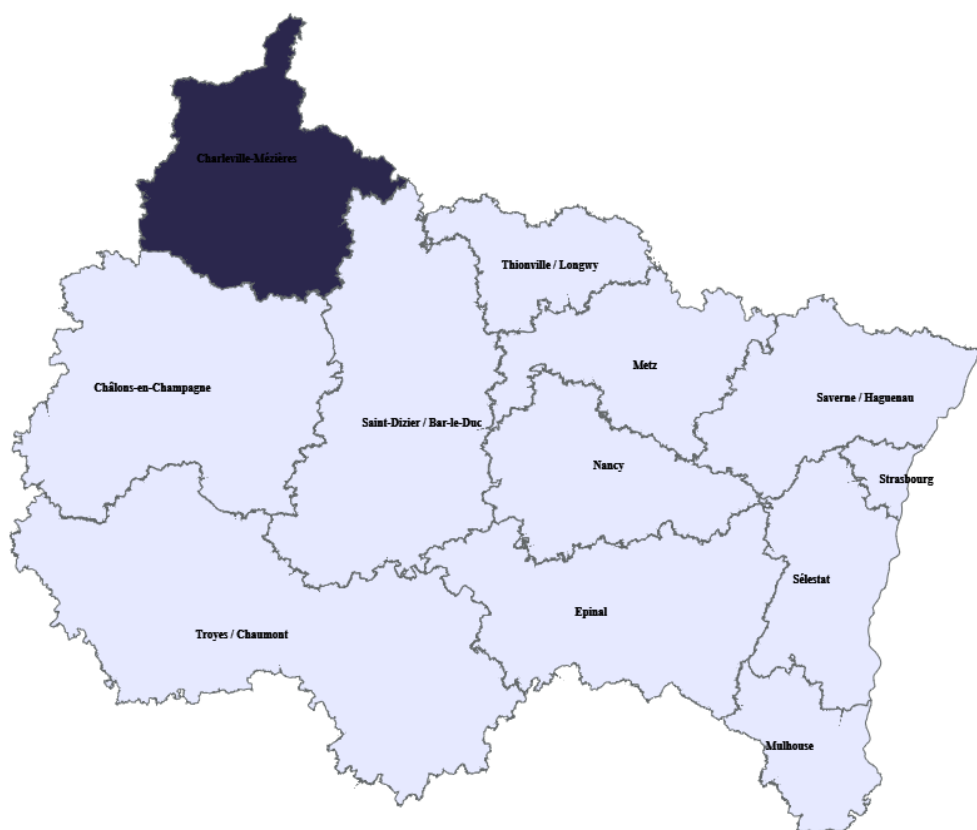 Charleville-Mézières
Thionville / Longwy
Metz
Châlons-en-Champagne
Saverne / Haguenau
Saint-Dizier / Bar-le-Duc
Nancy
Strasbourg
Sélestat
Epinal
Troyes / Chaumont
Mulhouse